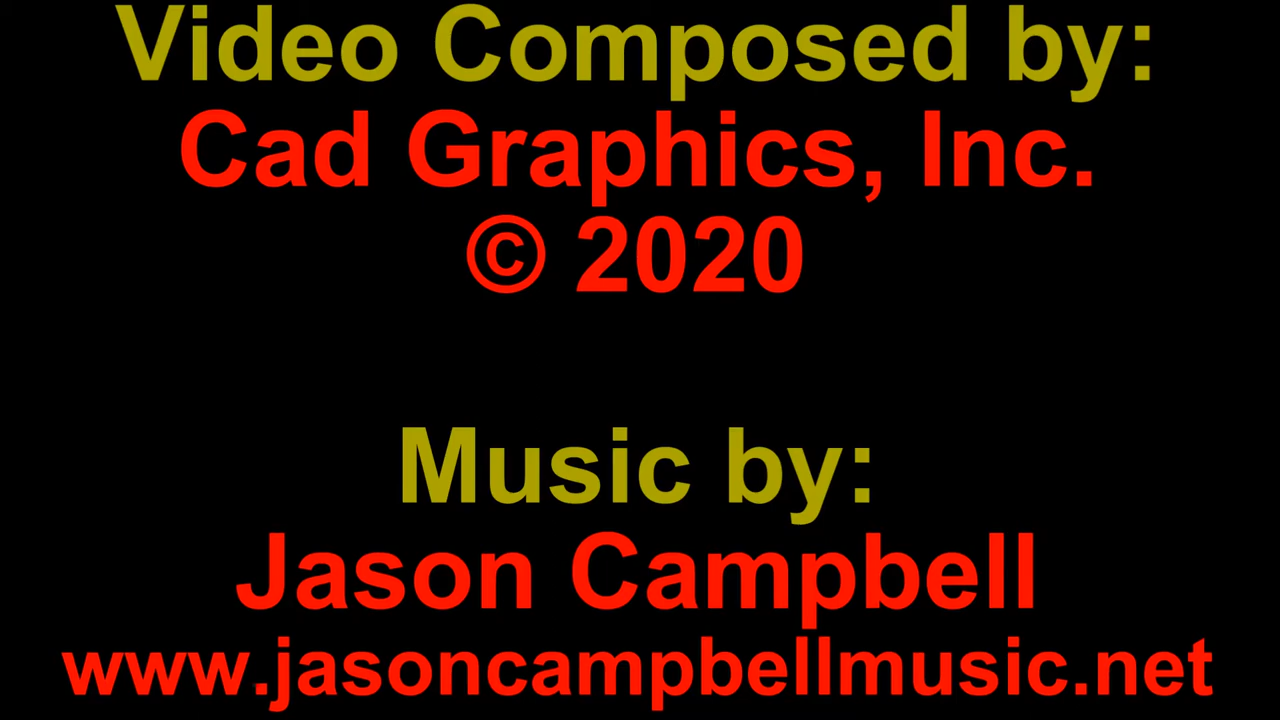 Video Composed by:
Cad Graphics, Inc.
© 2020
Music by:
Jason Campbell
www.jasoncampbellmusic.net